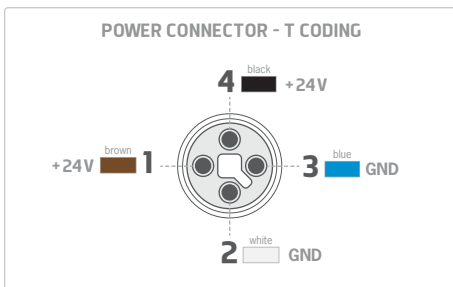 POWER CONNECTOR - T CODING
black
4 +24V
brown
+24V 1
blue
3 GND
white
2 GND